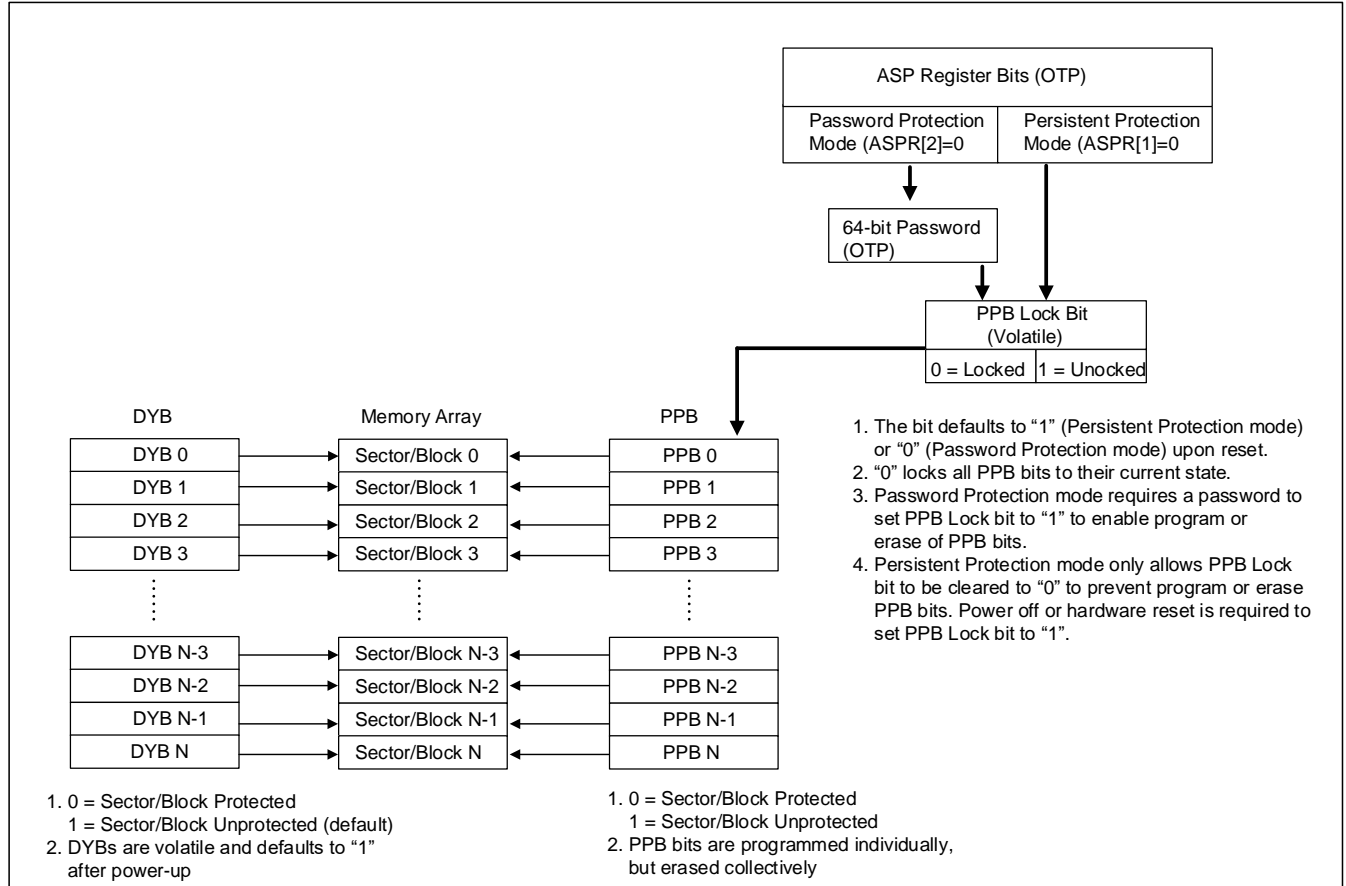 ASP Register Bits (OTP)
Password Protection
Mode (ASPR[2]=0
Persistent Protection
Mode (ASPR[1]=0
64-bit Password
(OTP)
PPB Lock Bit
(Volatile)
0 = Locked
1 = Unocked
DYB
Memory Array
PPB
DYB 0
Sector/Block 0
PPB 0
DYB 1
Sector/Block 1
PPB 1
DYB 2
Sector/Block 2
PPB 2
DYB 3
Sector/Block 3
PPB 3
DYB N-3
Sector/Block N-3
PPB N-3
DYB N-2
Sector/Block N-2
PPB N-2
DYB N-1
Sector/Block N-1
PPB N-1
DYB N
Sector/Block N
PPB N
1. The bit defaults to “1” (Persistent Protection mode)
or “0” (Password Protection mode) upon reset.
2. “0” locks all PPB bits to their current state.
3. Password Protection mode requires a password to
set PPB Lock bit to “1” to enable program or
erase of PPB bits.
4. Persistent Protection mode only allows PPB Lock
bit to be cleared to “0” to prevent program or erase
PPB bits. Power off or hardware reset is required to
set PPB Lock bit to “1”.
1. 0 = Sector/Block Protected
1 = Sector/Block Unprotected (default)
2. DYBs are volatile and defaults to “1”
after power-up
1. 0 = Sector/Block Protected
1 = Sector/Block Unprotected
2. PPB bits are programmed individually,
but erased collectively